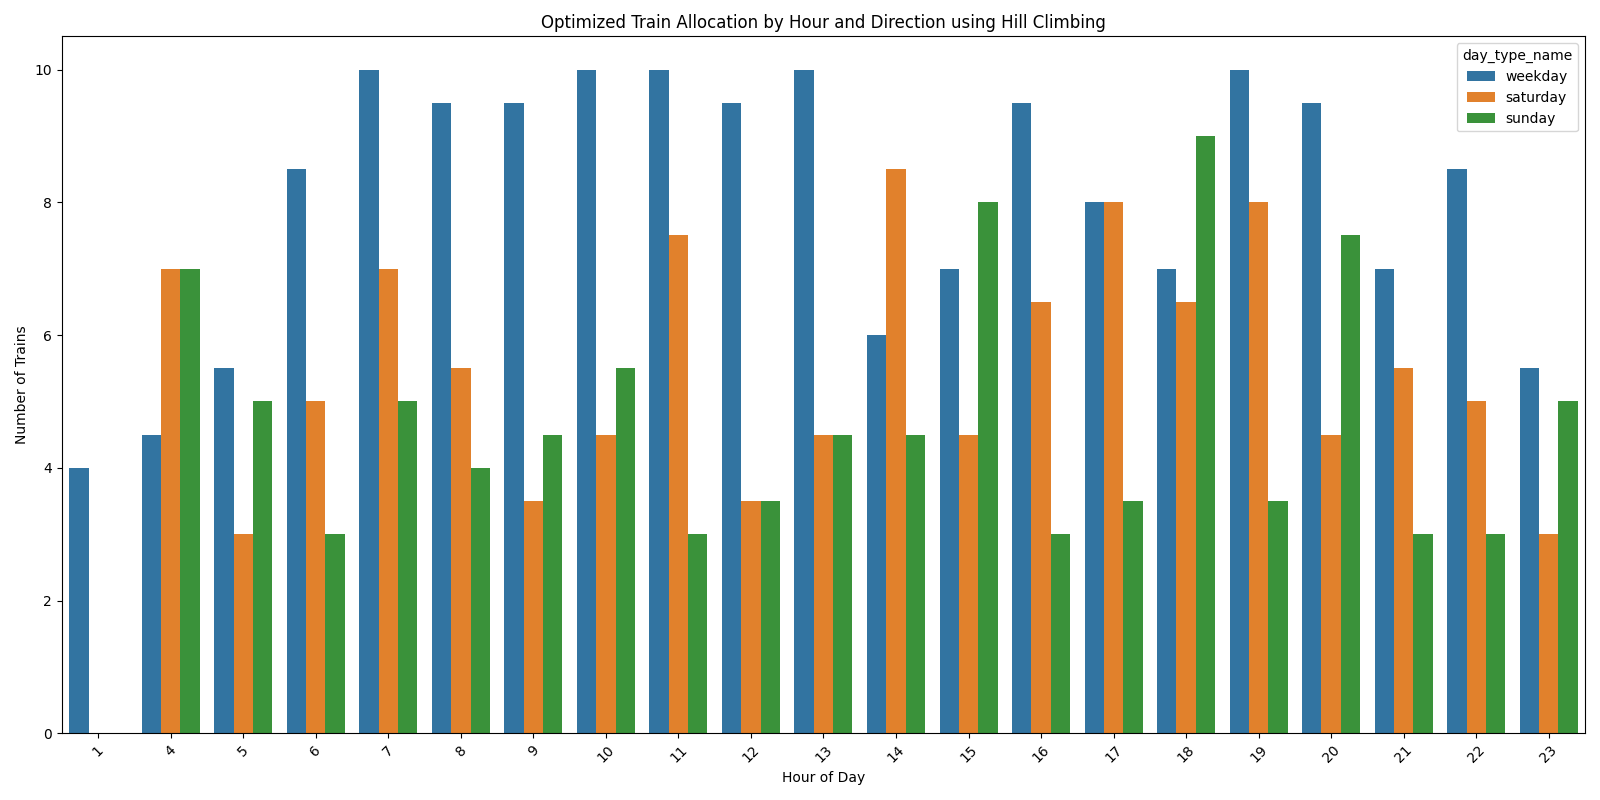 Optimized Train Allocation by Hour and Direction using Hill Climbing
day_type_name
weekday
saturday
sunday
Number of Trains
10
8
6
4
2
0
1 4 5 6 7 8 9 10 11 12 13 14 15 16 17 18 19 20 21 22 23
Hour of Day